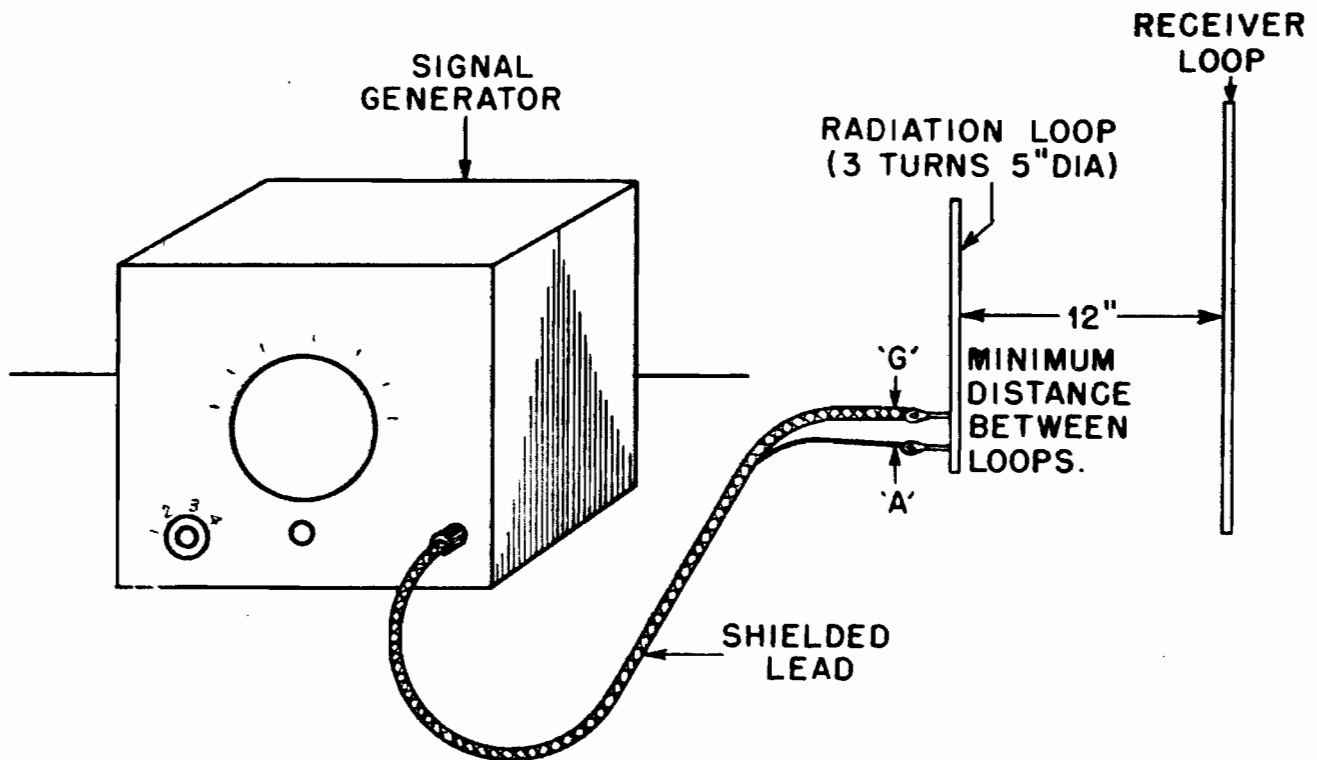 RECEIVER
LOOP
SIGNAL
GENERATOR
RADIATION LOOP
(3 TURNS 5"DIA)
12"
'G'
MINIMUM
DISTANCE
BETWEEN
LOOPS.
'A'
2 3 4
SHIELDED
LEAD